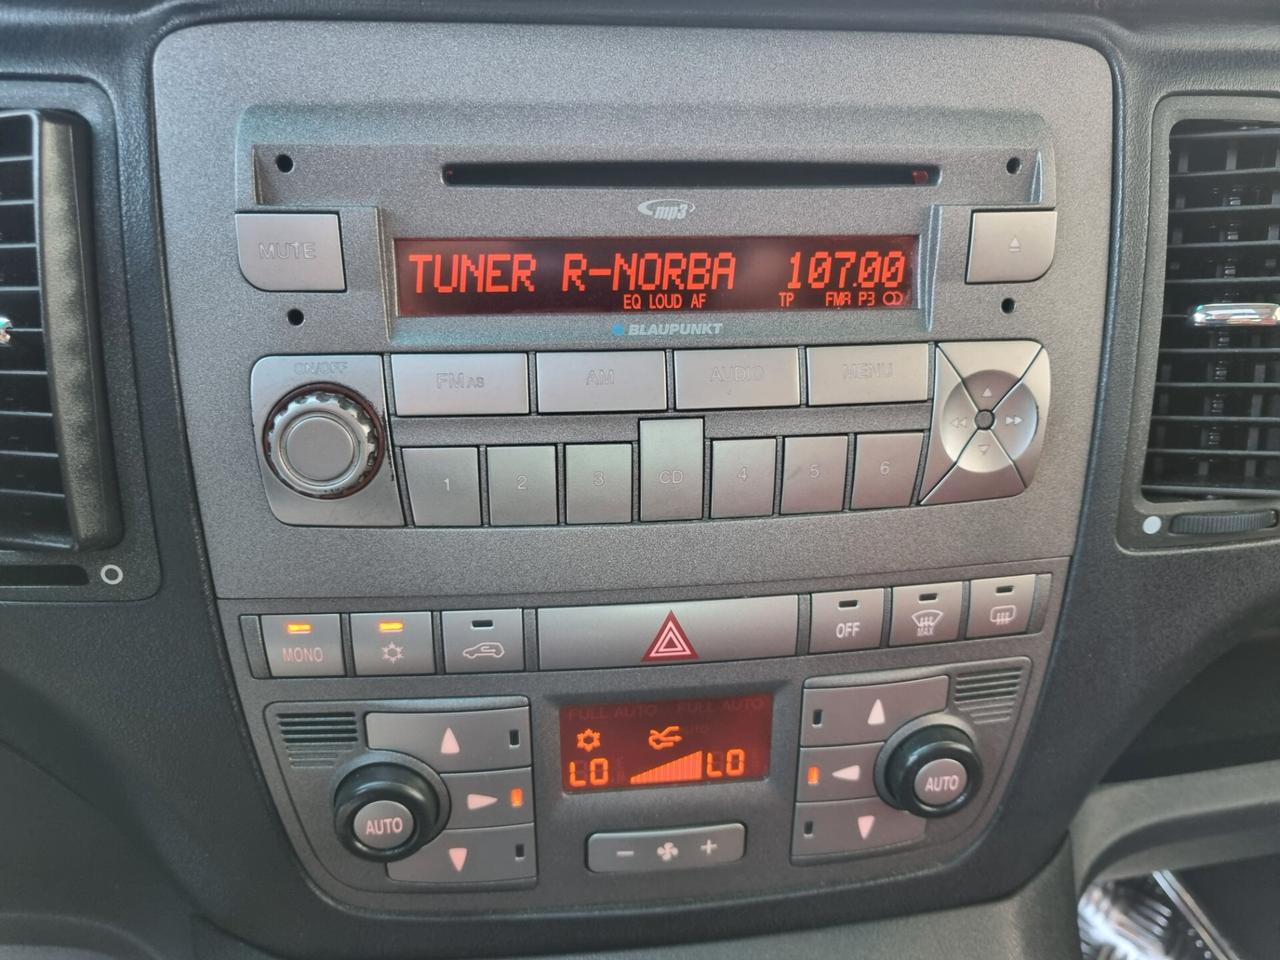 mp3
MUTE
TUNER R-NORBA 107.00
EQ LOUD AF TP FMR P3
BLAUPUNKT
ON/OFF
FM AS AM AUDIO MENU
1 2 3 CD 4 5 6
MONO OFF MAX
FULL AUTO FULL AUTO
AUTO
LO LO
AUTO AUTO
− +